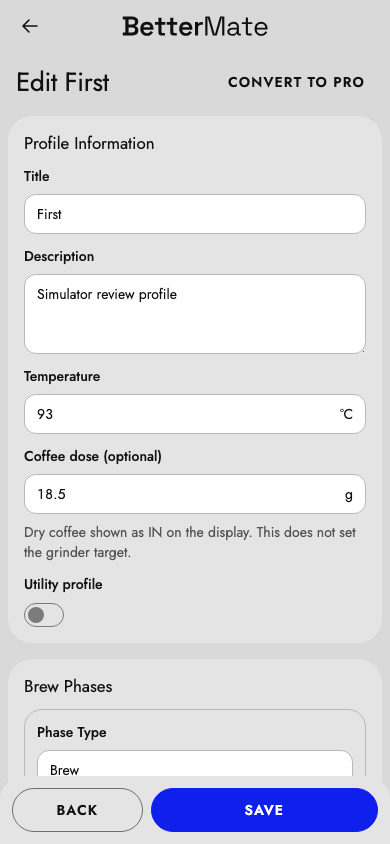 BetterMate
Edit First
CONVERT TO PRO
Profile Information
Title
First
Description
Simulator review profile
Temperature
93
°C
Coffee dose (optional)
18.5
g
Dry coffee shown as IN on the display. This does not set
the grinder target.
Utility profile
Brew Phases
Phase Type
Brew
BACK
SAVE